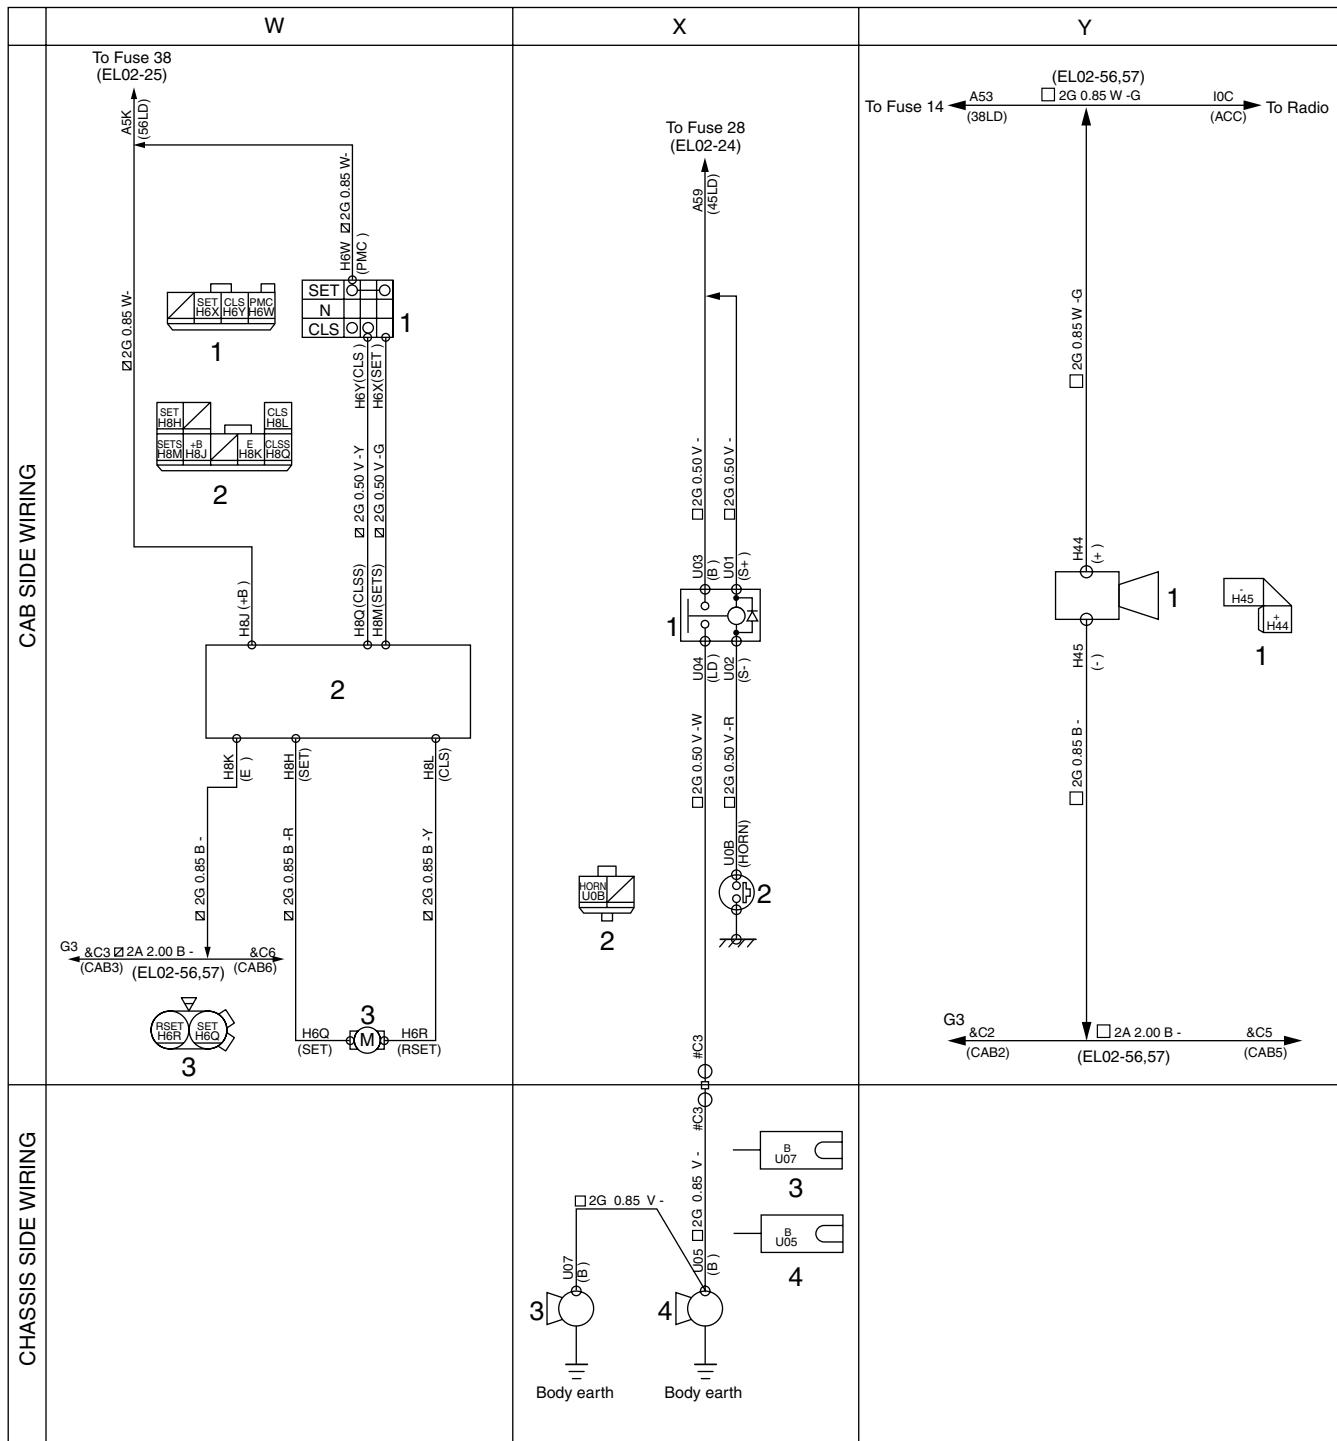 W
X
Y
CAB SIDE WIRING
CHASSIS SIDE WIRING
To Fuse 38
(EL02-25)
A5K
(56LD)
2G 0.85 W-
2G 0.85 W-
H6W
(PMC )
SET
N
CLS
1
SET CLS PMC
H6X H6Y H6W
1
H6Y(CLS )
H6X(SET )
SET CLS
H8H H8L
SETS +B E CLSS
H8M H8J H8K H8Q
2
2G 0.50 V -Y
2G 0.50 V -G
H8J (+B )
H8Q (CLSS)
H8M(SETS)
2
H8K
(E )
H8H
(SET)
H8L
(CLS)
2G 0.85 B -
2G 0.85 B -R
2G 0.85 B -Y
G3 &C3 2A 2.00 B - &C6
(CAB3) (EL02-56,57) (CAB6)
RSET SET
H6R H6Q
3
3
H6Q M H6R
(SET) (RSET)
To Fuse 28
(EL02-24)
A59
(45LD)
2G 0.50 V -
2G 0.50 V -
U03
(B )
U01
(S+)
1
U04
(LD)
U02
(S-)
2G 0.50 V -W
2G 0.50 V -R
U0B
(HORN)
HORN
U0B
2
2
#C3
#C3
2G 0.85 V -
2G 0.85 V -
B
U07
3
B
U05
4
U07
(B )
U05
(B )
3
4
Body earth
Body earth
(EL02-56,57)
To Fuse 14 A53 2G 0.85 W -G I0C To Radio
(38LD) (ACC)
2G 0.85 W -G
H44
(+)
1
-
H45
+
H44
1
H45
(-)
2G 0.85 B -
G3
&C2 2A 2.00 B - &C5
(CAB2) (EL02-56,57) (CAB5)